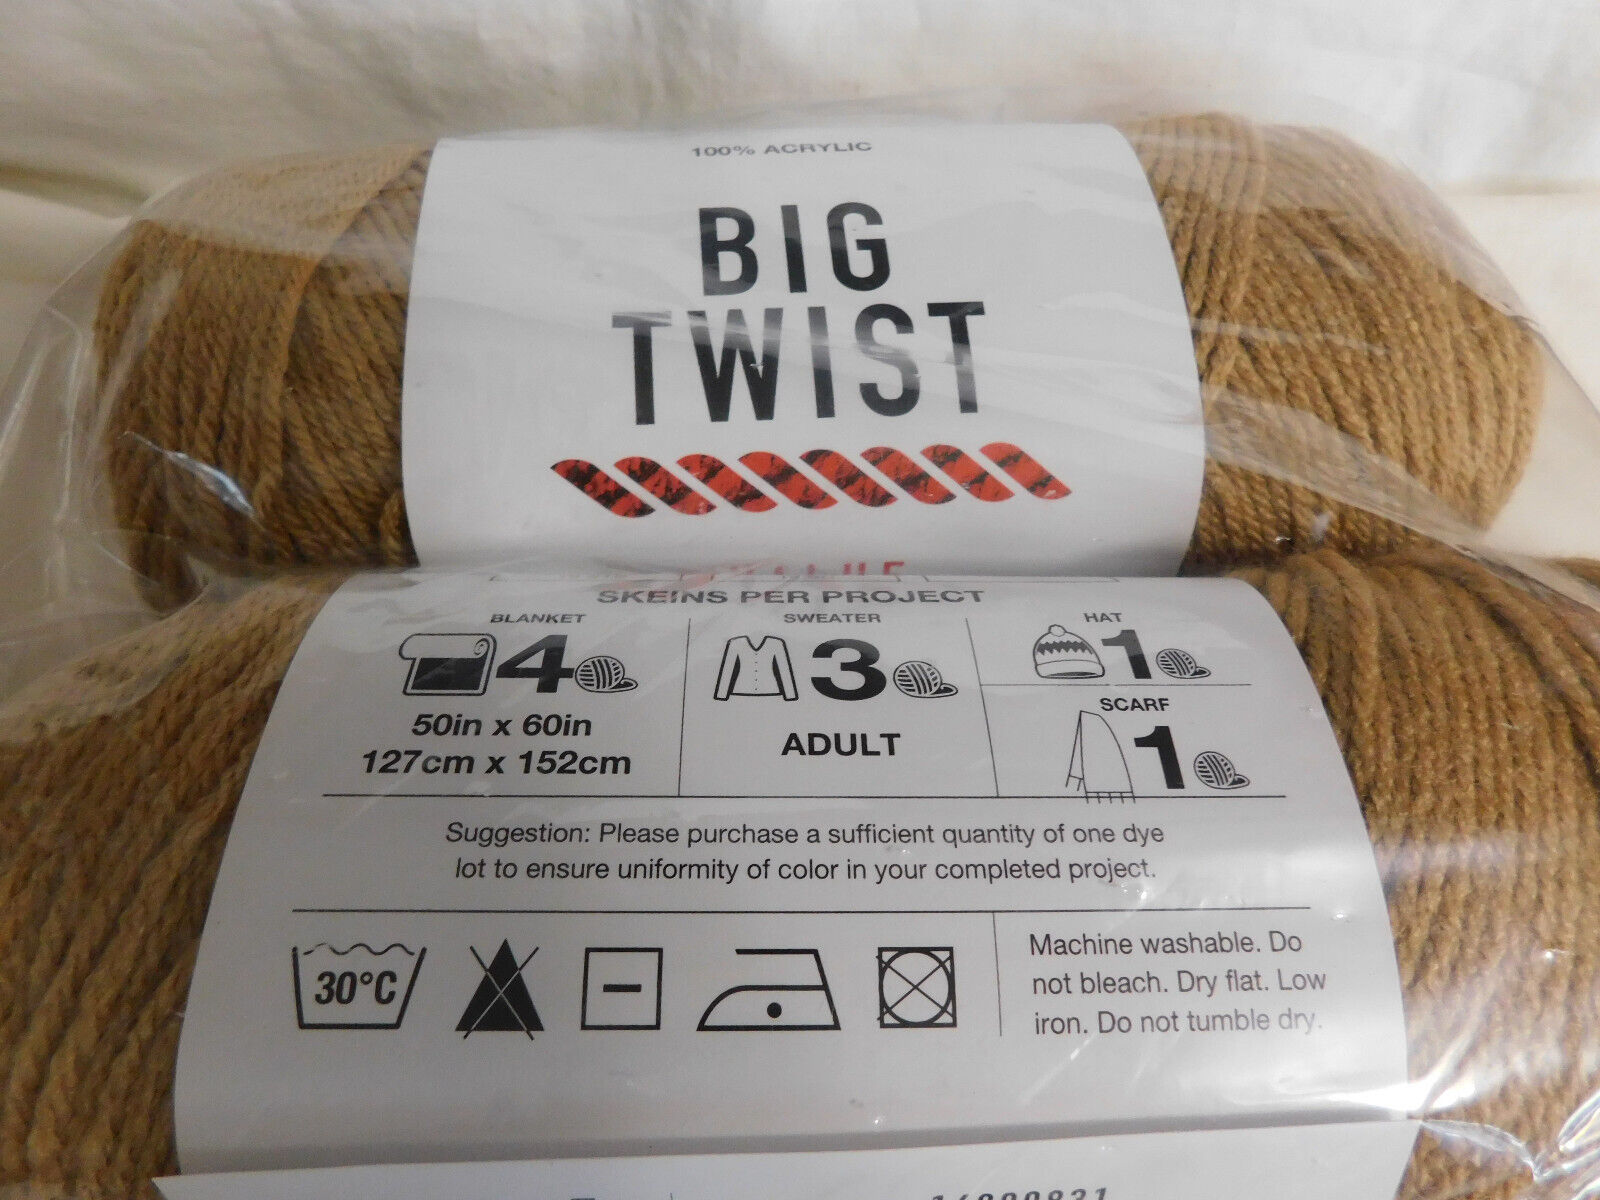 100% ACRYLIC
BIG
TWIST
SKEINS PER PROJECT
BLANKET
4
50in x 60in
127cm x 152cm
SWEATER
3
ADULT
HAT
1
SCARF
1
Suggestion: Please purchase a sufficient quantity of one dye
lot to ensure uniformity of color in your completed project.
30°C
Machine washable. Do
not bleach. Dry flat. Low
iron. Do not tumble dry.